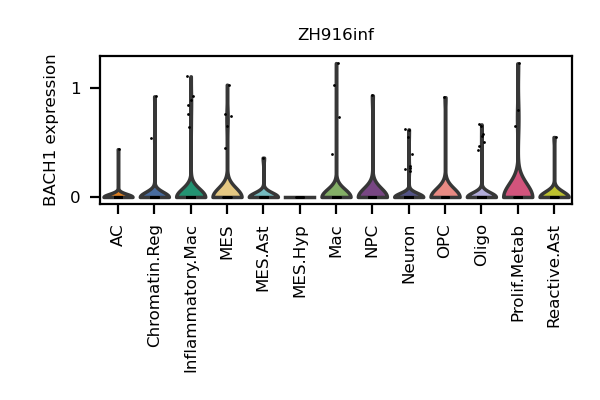 ZH916inf
BACH1 expression
1
0
AC
Chromatin.Reg
Inflammatory.Mac
MES
MES.Ast
MES.Hyp
Mac
NPC
Neuron
OPC
Oligo
Prolif.Metab
Reactive.Ast